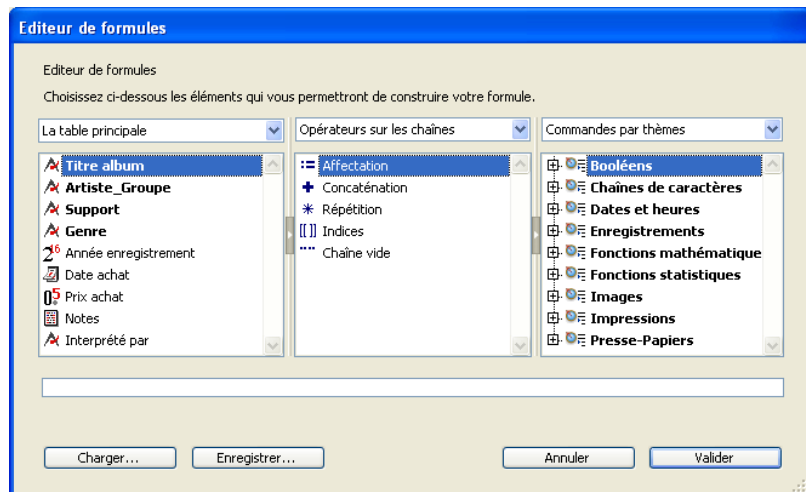 Editeur de formules
Editeur de formules
Choisissez ci-dessous les éléments qui vous permettront de construire votre formule.
La table principale
Opérateurs sur les chaînes
Commandes par thèmes
Titre album
Artiste_Groupe
Support
Genre
Année enregistrement
Date achat
Prix achat
Notes
Interprété par
:= Affectation
+ Concaténation
* Répétition
[[ ]] Indices
"" Chaîne vide
Booléens
Chaînes de caractères
Dates et heures
Enregistrements
Fonctions mathématique
Fonctions statistiques
Images
Impressions
Presse-Papiers
Charger...
Enregistrer...
Annuler
Valider